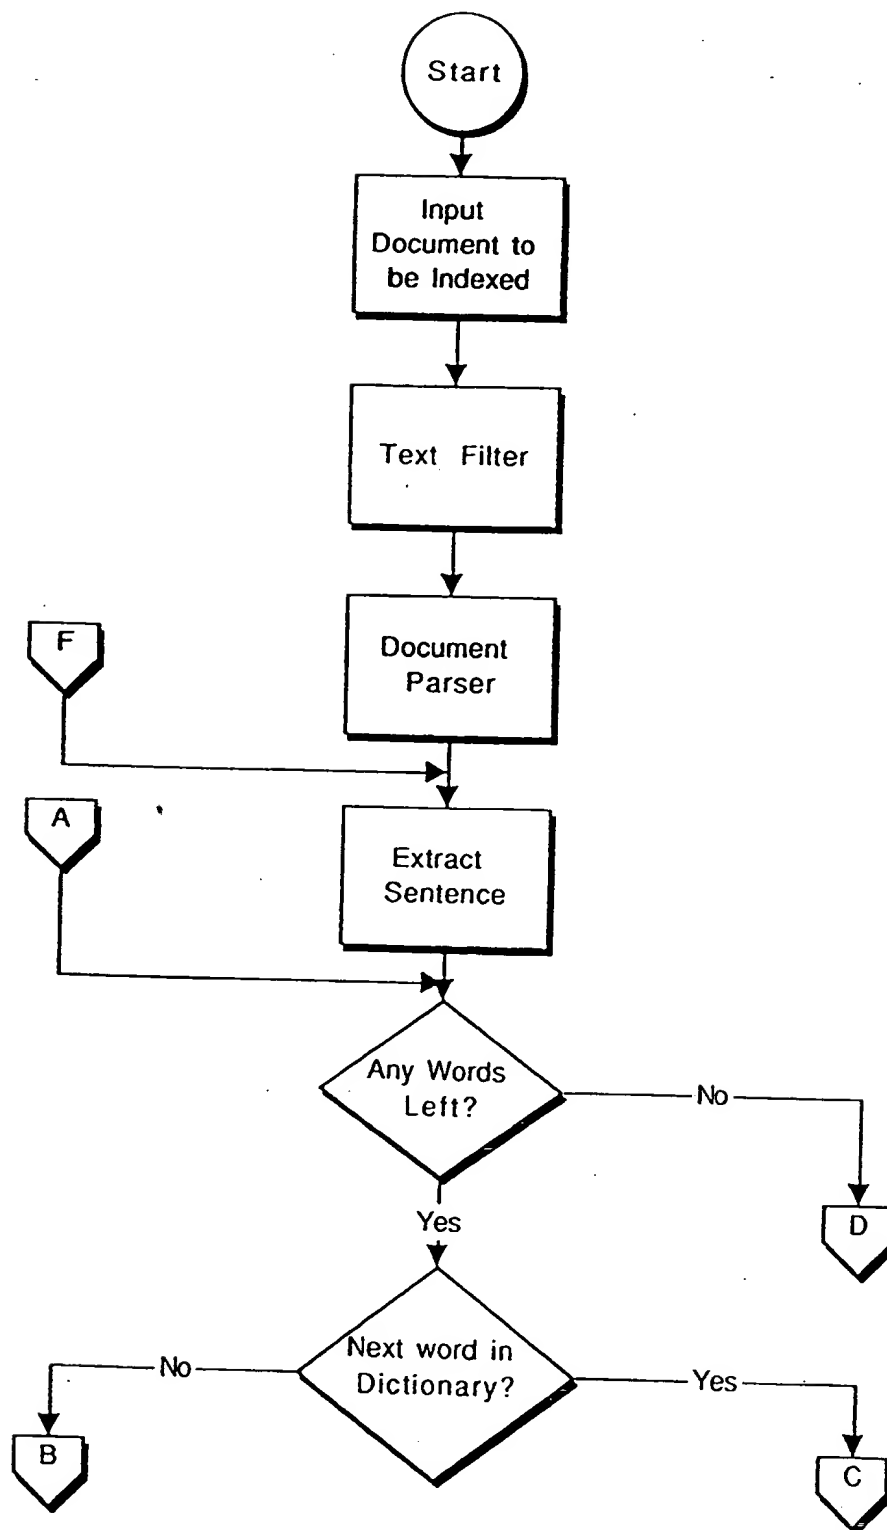 Start
Input
Document to
be Indexed
Text Filter
Document
Parser
F
A
Extract
Sentence
Any Words
Left?
No
D
Yes
Next word in
Dictionary?
No
Yes
B
C